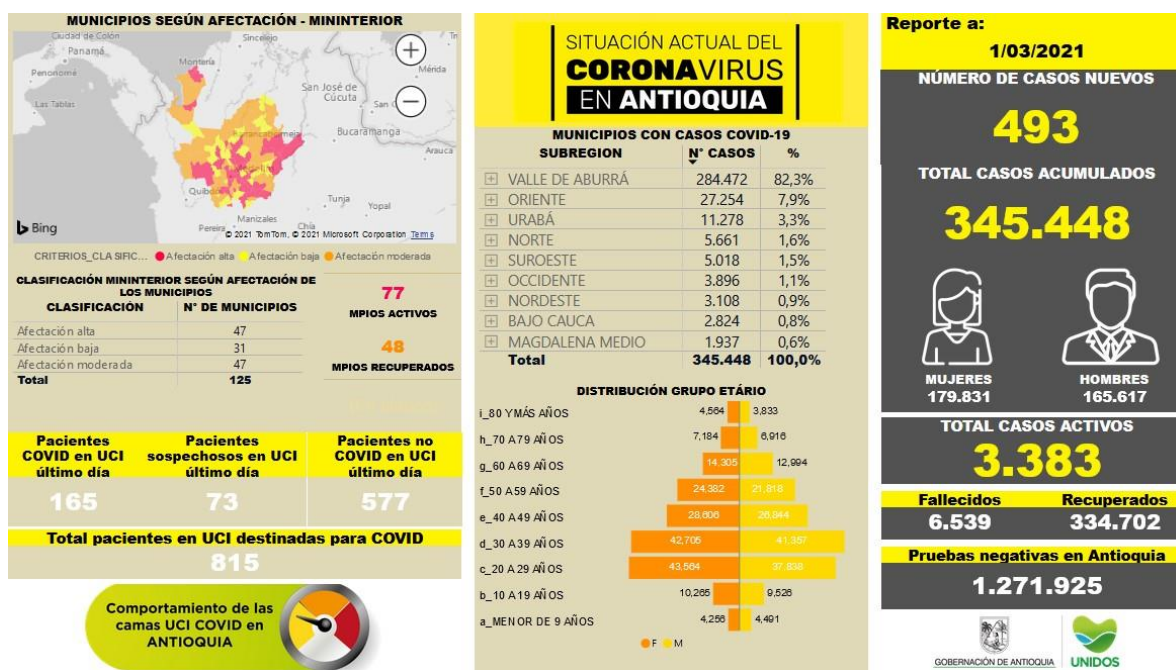 MUNICIPIOS SEGÚN AFECTACIÓN - MININTERIOR
Ciudad de Colón
Panamá
Penonomé
Las Tablas
Sincelejo
Montería
Mérida
San José de
Cúcuta
Bucaramanga
Arauca
Medellín
Quibdó
Tunja
Yopal
Manizales
Pereira
Chía
Bing
© 2021 TomTom, © 2021 Microsoft Corporation Terms
CRITERIOS_CLASIFIC... Afectación alta Afectación baja Afectación moderada
CLASIFICACIÓN MININTERIOR SEGÚN AFECTACIÓN DE
LOS MUNICIPIOS
CLASIFICACIÓN N° DE MUNICIPIOS
Afectación alta 47
Afectación baja 31
Afectación moderada 47
Total 125
77
MPIOS ACTIVOS
48
MPIOS RECUPERADOS
Pacientes
COVID en UCI
último día
165
Pacientes
sospechosos en UCI
último día
73
Pacientes no
COVID en UCI
último día
577
Total pacientes en UCI destinadas para COVID
815
Comportamiento de las
camas UCI COVID en
ANTIOQUIA
SITUACIÓN ACTUAL DEL
CORONAVIRUS
EN ANTIOQUIA
MUNICIPIOS CON CASOS COVID-19
SUBREGION N° CASOS %
VALLE DE ABURRÁ 284.472 82,3%
ORIENTE 27.254 7,9%
URABÁ 11.278 3,3%
NORTE 5.661 1,6%
SUROESTE 5.018 1,5%
OCCIDENTE 3.896 1,1%
NORDESTE 3.108 0,9%
BAJO CAUCA 2.824 0,8%
MAGDALENA MEDIO 1.937 0,6%
Total 345.448 100,0%
DISTRIBUCIÓN GRUPO ETÁRIO
i_80 Y MÁS AÑOS 4,564 3,833
h_70 A 79 AÑOS 7,184 6,916
g_60 A 69 AÑOS 14,305 12,994
f_50 A 59 AÑOS 24,382 21,818
e_40 A 49 AÑOS 28,606 26,844
d_30 A 39 AÑOS 42,705 41,357
c_20 A 29 AÑOS 43,564 37,838
b_10 A 19 AÑOS 10,265 9,526
a_MENOR DE 9 AÑOS 4,256 4,491
F M
Reporte a:
1/03/2021
NÚMERO DE CASOS NUEVOS
493
TOTAL CASOS ACUMULADOS
345.448
MUJERES
179.831
HOMBRES
165.617
TOTAL CASOS ACTIVOS
3.383
Fallecidos Recuperados
6.539 334.702
Pruebas negativas en Antioquia
1.271.925
GOBERNACIÓN DE ANTIOQUIA
UNIDOS